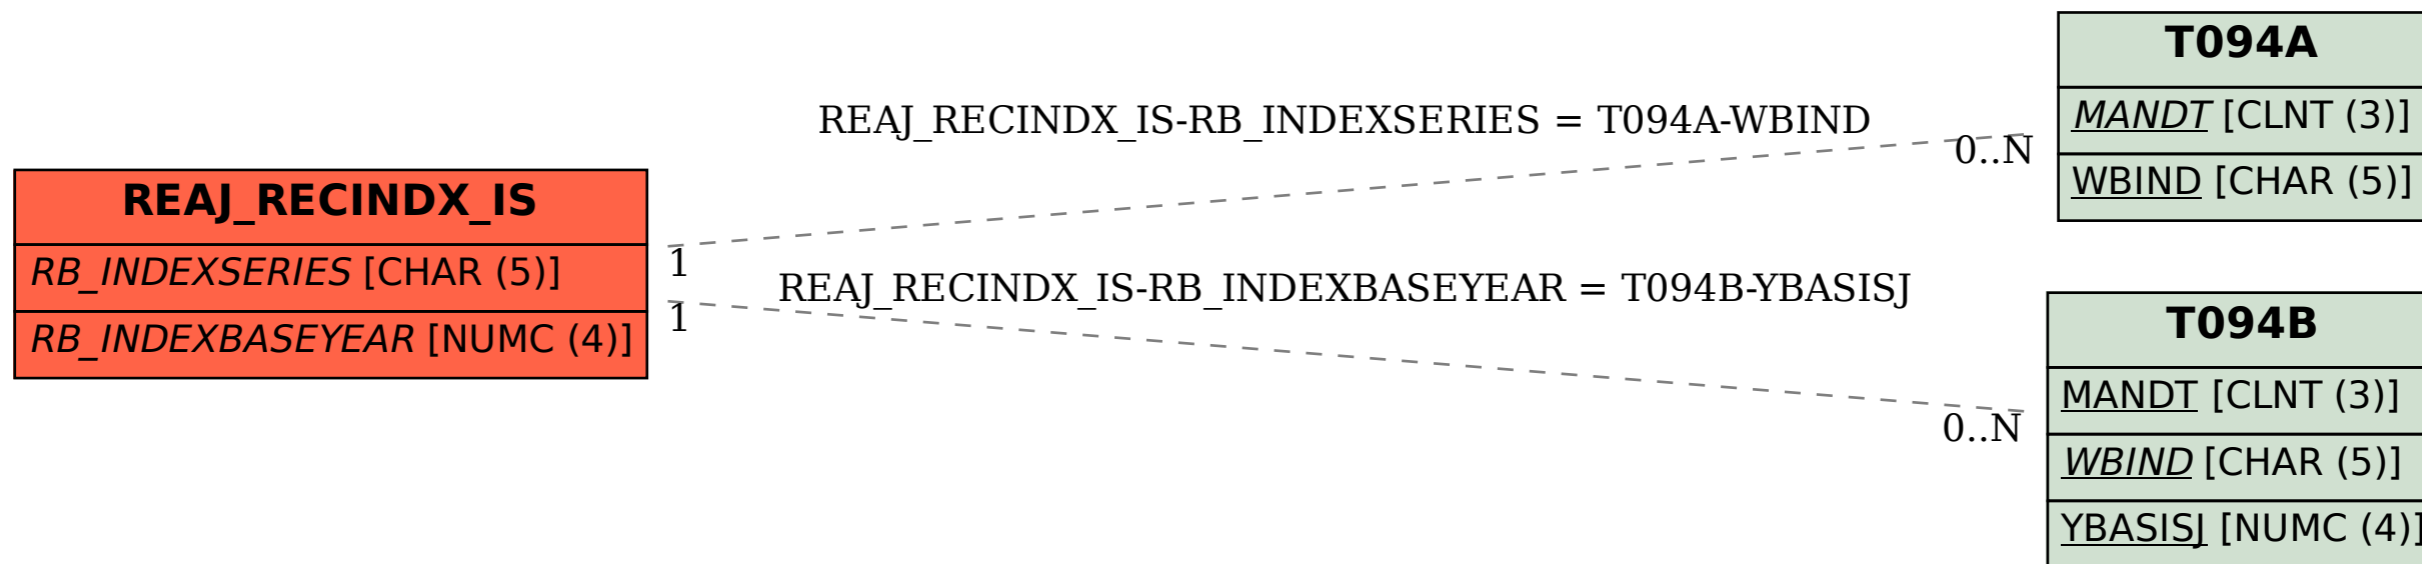 T094A
MANDT [CLNT (3)]
WBIND [CHAR (5)]
REAJ_RECINDX_IS-RB_INDEXSERIES = T094A-WBIND
0..N
REAJ_RECINDX_IS
RB_INDEXSERIES [CHAR (5)]
RB_INDEXBASEYEAR [NUMC (4)]
1
1
REAJ_RECINDX_IS-RB_INDEXBASEYEAR = T094B-YBASISJ
0..N
T094B
MANDT [CLNT (3)]
WBIND [CHAR (5)]
YBASISJ [NUMC (4)]